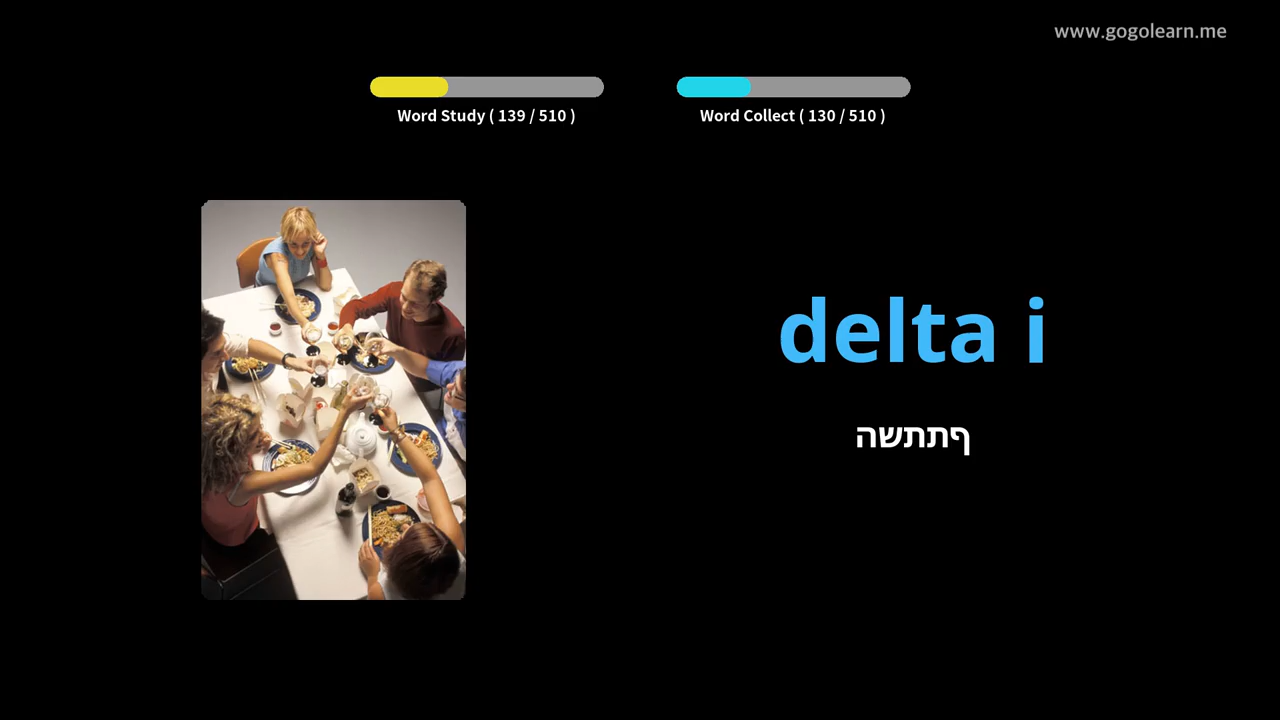 www.gogolearn.me
Word Study ( 139 / 510 )
Word Collect ( 130 / 510 )
delta i
ףתתשה